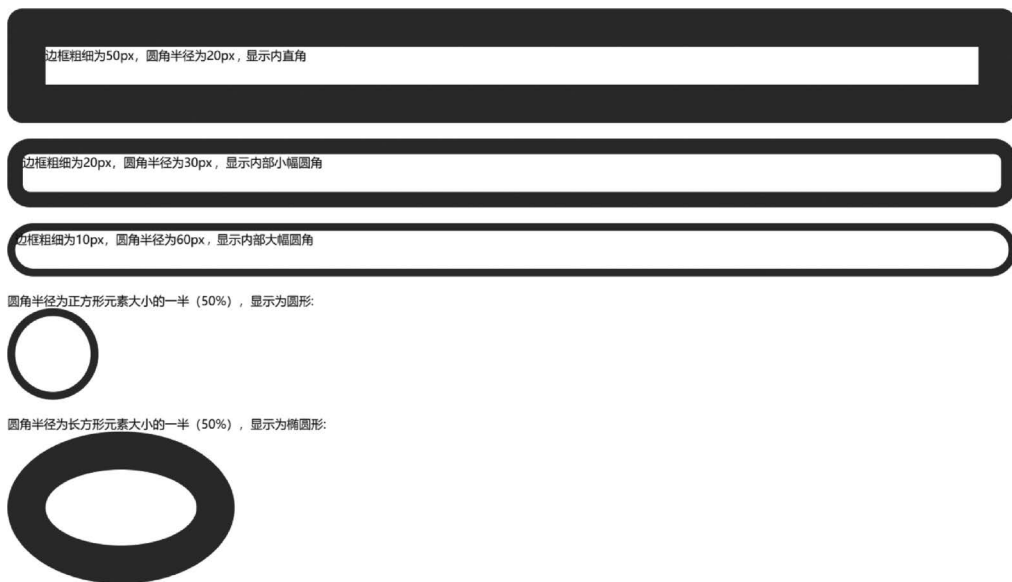 边框粗细为50px，圆角半径为20px，显示内直角
边框粗细为20px，圆角半径为30px，显示内部小幅圆角
边框粗细为10px，圆角半径为60px，显示内部大幅圆角
圆角半径为正方形元素大小的一半（50%），显示为圆形:
圆角半径为长方形元素大小的一半（50%），显示为椭圆形: